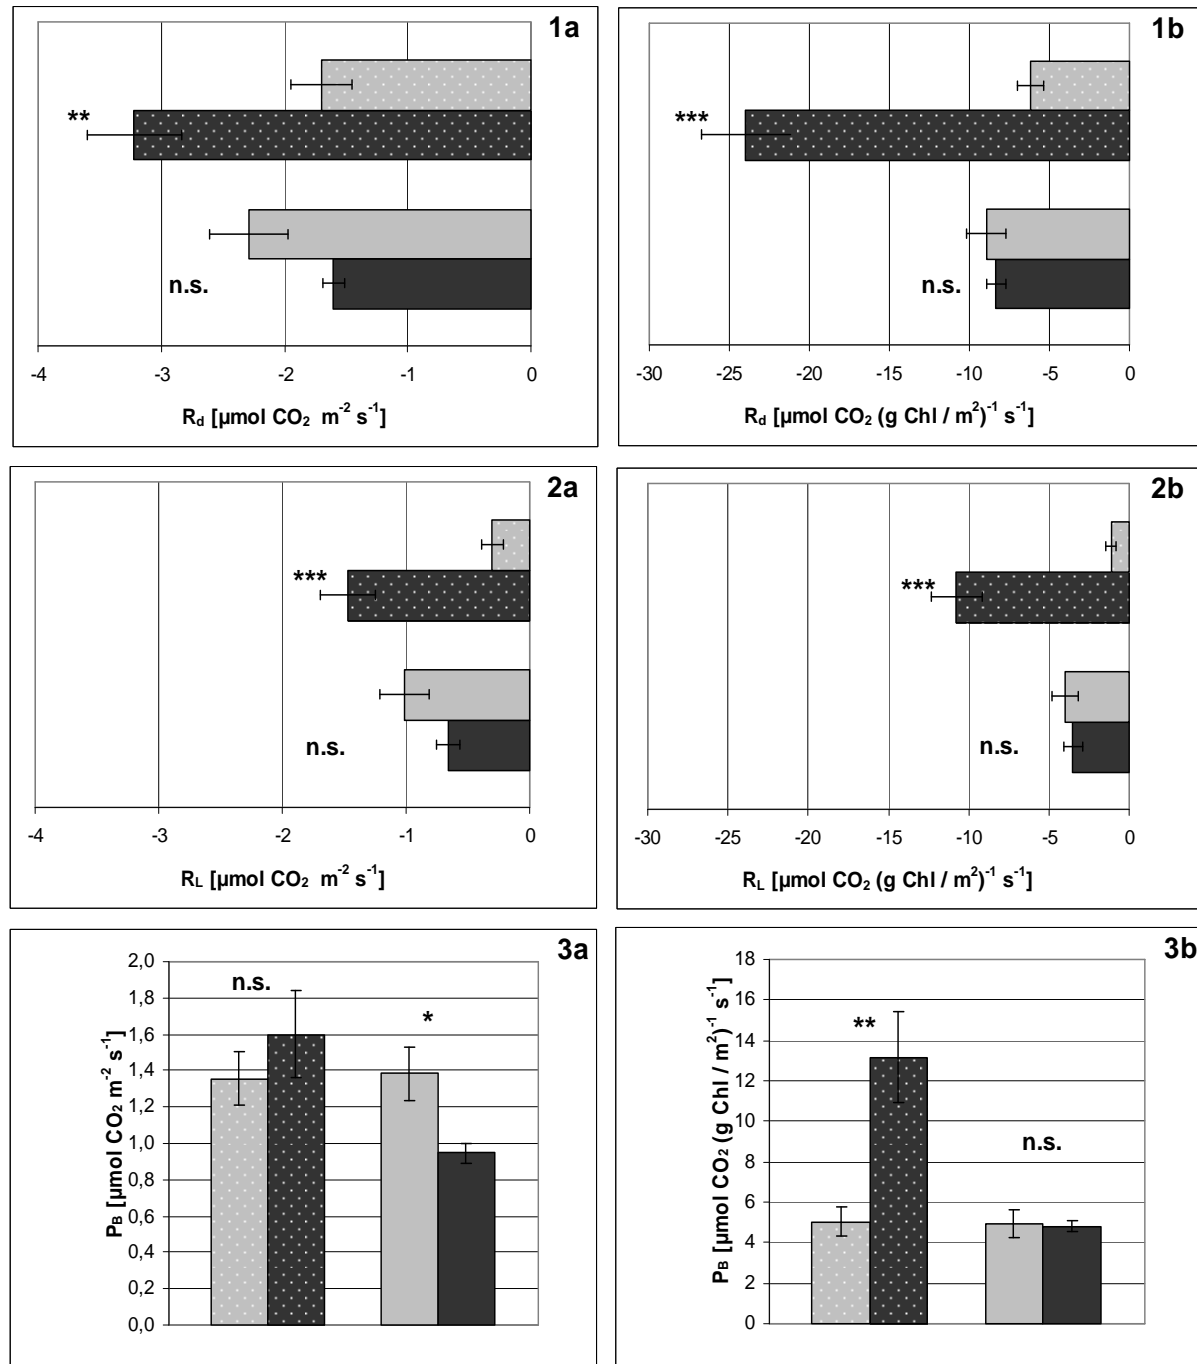 1a
**
n.s.
-4 -3 -2 -1 0
R_d [µmol CO₂ m⁻² s⁻¹]
1b
***
n.s.
-30 -25 -20 -15 -10 -5 0
R_d [µmol CO₂ (g Chl / m²)⁻¹ s⁻¹]
2a
***
n.s.
-4 -3 -2 -1 0
R_L [µmol CO₂ m⁻² s⁻¹]
2b
***
n.s.
-30 -25 -20 -15 -10 -5 0
R_L [µmol CO₂ (g Chl / m²)⁻¹ s⁻¹]
3a
P_B [µmol CO₂ m⁻² s⁻¹]
2,0
1,8
1,6
1,4
1,2
1,0
0,8
0,6
0,4
0,2
0,0
n.s.
*
3b
P_B [µmol CO₂ (g Chl / m²)⁻¹ s⁻¹]
18
16
14
12
10
8
6
4
2
0
**
n.s.